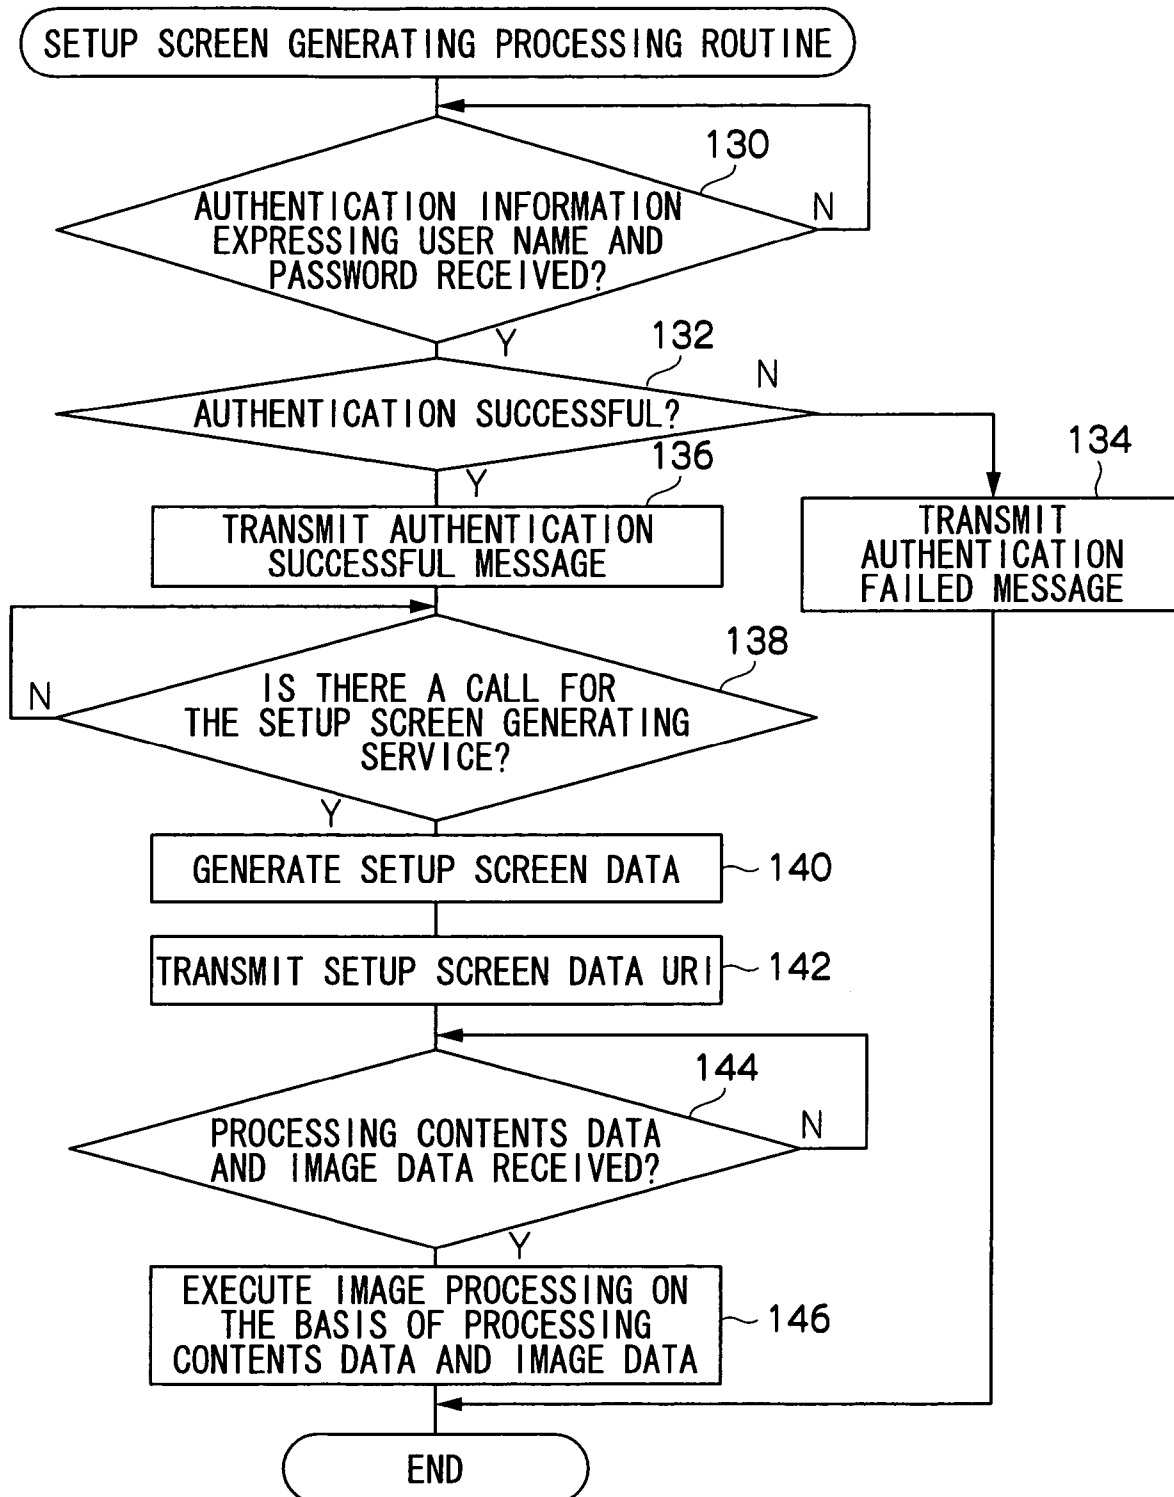 SETUP SCREEN GENERATING PROCESSING ROUTINE
130
AUTHENTICATION INFORMATION
EXPRESSING USER NAME AND
PASSWORD RECEIVED?
N
Y
132
N
AUTHENTICATION SUCCESSFUL?
Y
136
134
TRANSMIT AUTHENTICATION
SUCCESSFUL MESSAGE
TRANSMIT
AUTHENTICATION
FAILED MESSAGE
138
IS THERE A CALL FOR
THE SETUP SCREEN GENERATING
SERVICE?
N
Y
GENERATE SETUP SCREEN DATA
140
TRANSMIT SETUP SCREEN DATA URI
142
144
PROCESSING CONTENTS DATA
AND IMAGE DATA RECEIVED?
N
Y
EXECUTE IMAGE PROCESSING ON
THE BASIS OF PROCESSING
CONTENTS DATA AND IMAGE DATA
146
END